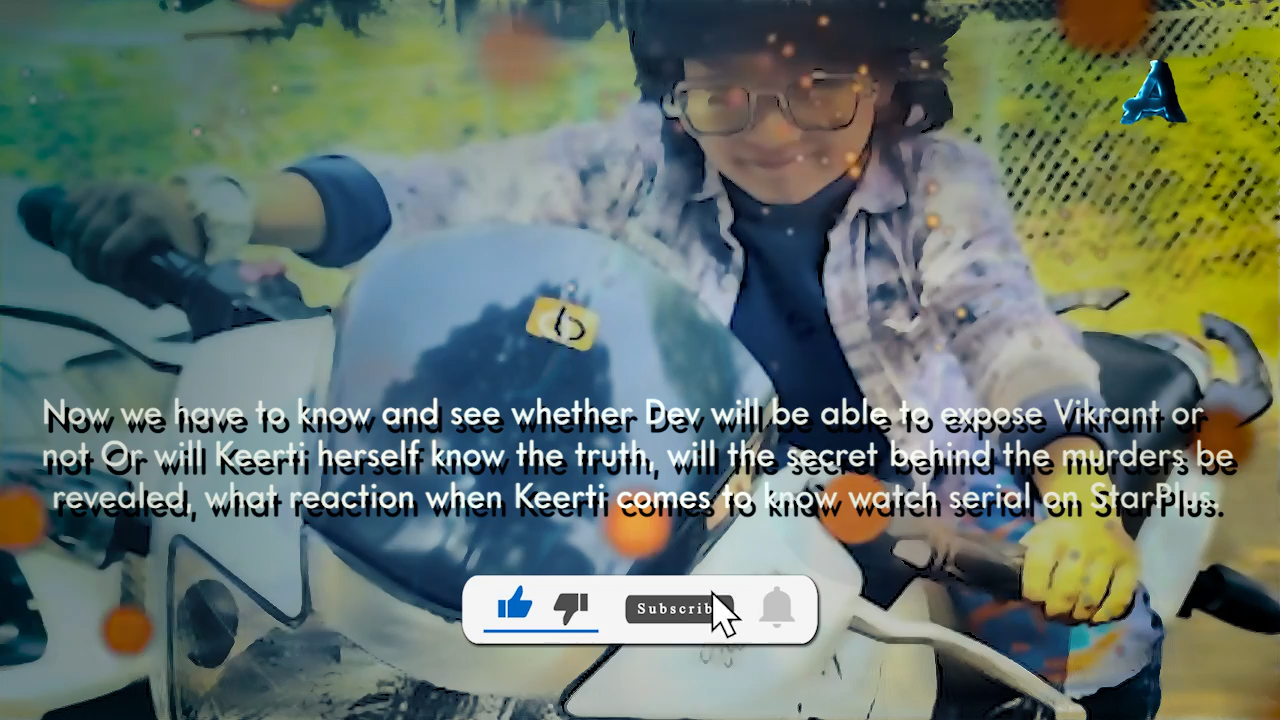 A
Now we have to know and see whether Dev will be able to expose Vikrant or
not Or will Keerti herself know the truth, will the secret behind the murders be
revealed, what reaction when Keerti comes to know watch serial on StarPlus.